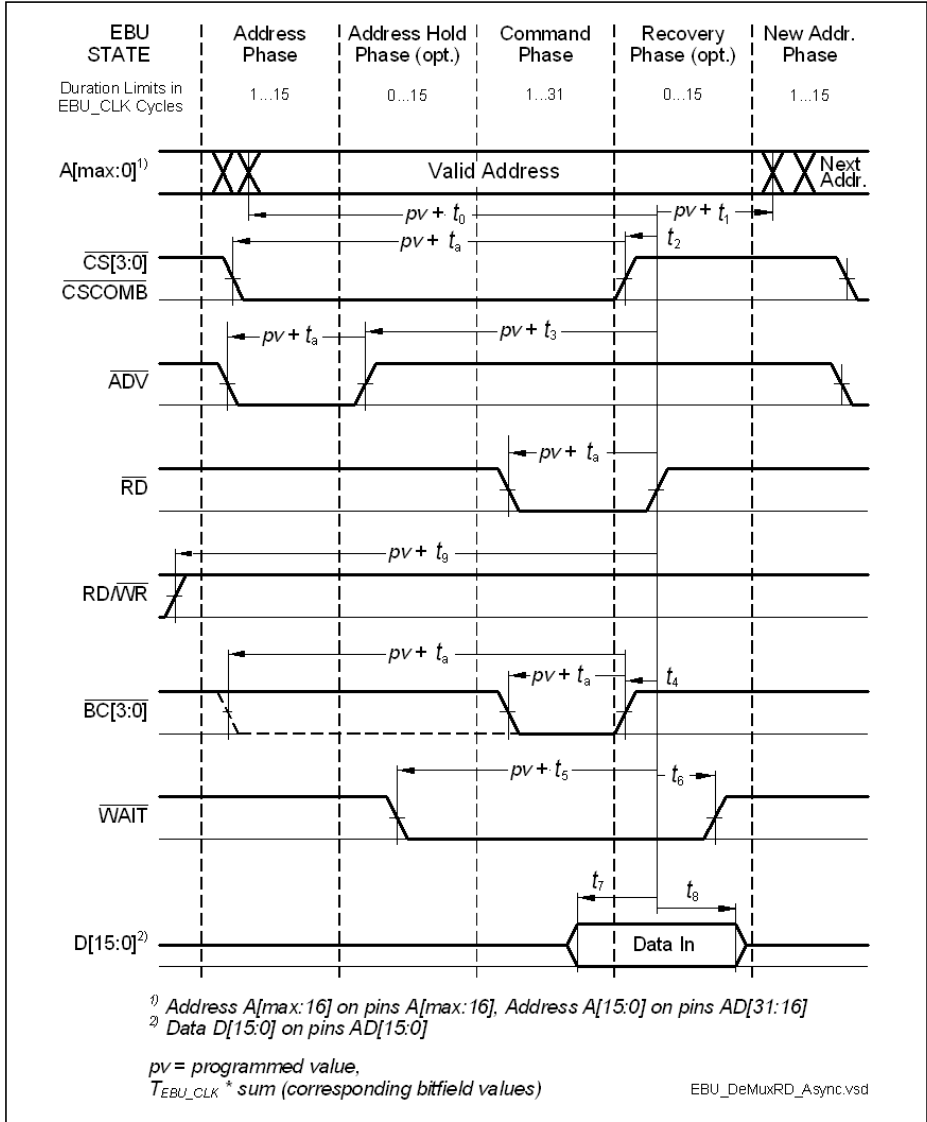 EBU STATE
Address Phase
Address Hold Phase (opt.)
Command Phase
Recovery Phase (opt.)
New Addr. Phase
Duration Limits in EBU_CLK Cycles
1...15
0...15
1...31
0...15
1...15
A[max:0]1)
Valid Address
Next Addr.
pv + t0
pv + t1
pv + ta
t2
CS[3:0]
CSCOMB
pv + ta
pv + t3
ADV
pv + ta
RD
pv + t9
RD/WR
pv + ta
pv + ta
t4
BC[3:0]
pv + t5
t6
WAIT
t7
t8
D[15:0]2)
Data In
1) Address A[max:16] on pins A[max:16], Address A[15:0] on pins AD[31:16]
2) Data D[15:0] on pins AD[15:0]
pv = programmed value,
TEBU_CLK * sum (corresponding bitfield values)
EBU_DeMuxRD_Async.vsd